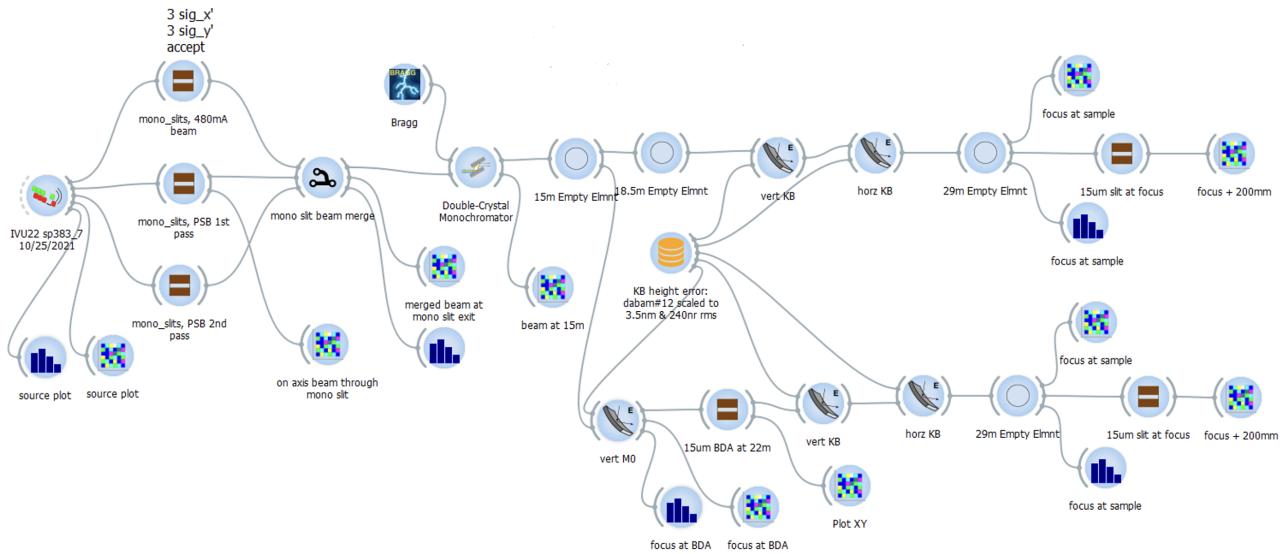 3 sig_x'
3 sig_y'
accept
mono_slits, 480mA
beam
BRAGG
Bragg
mono_slits, PSB 1st
pass
IVU22 sp383_7
10/25/2021
mono slit beam merge
Double-Crystal
Monochromator
15m Empty Elmnt
18.5m Empty Elmnt
E
vert KB
E
horz KB
29m Empty Elmnt
focus at sample
15um slit at focus
focus + 200mm
focus at sample
mono_slits, PSB 2nd
pass
merged beam at
mono slit exit
beam at 15m
KB height error:
dabam#12 scaled to
3.5nm & 240nr rms
source plot
source plot
on axis beam through
mono slit
E
vert M0
15um BDA at 22m
E
vert KB
E
horz KB
29m Empty Elmnt
focus at sample
15um slit at focus
focus + 200mm
focus at sample
focus at BDA
focus at BDA
Plot XY